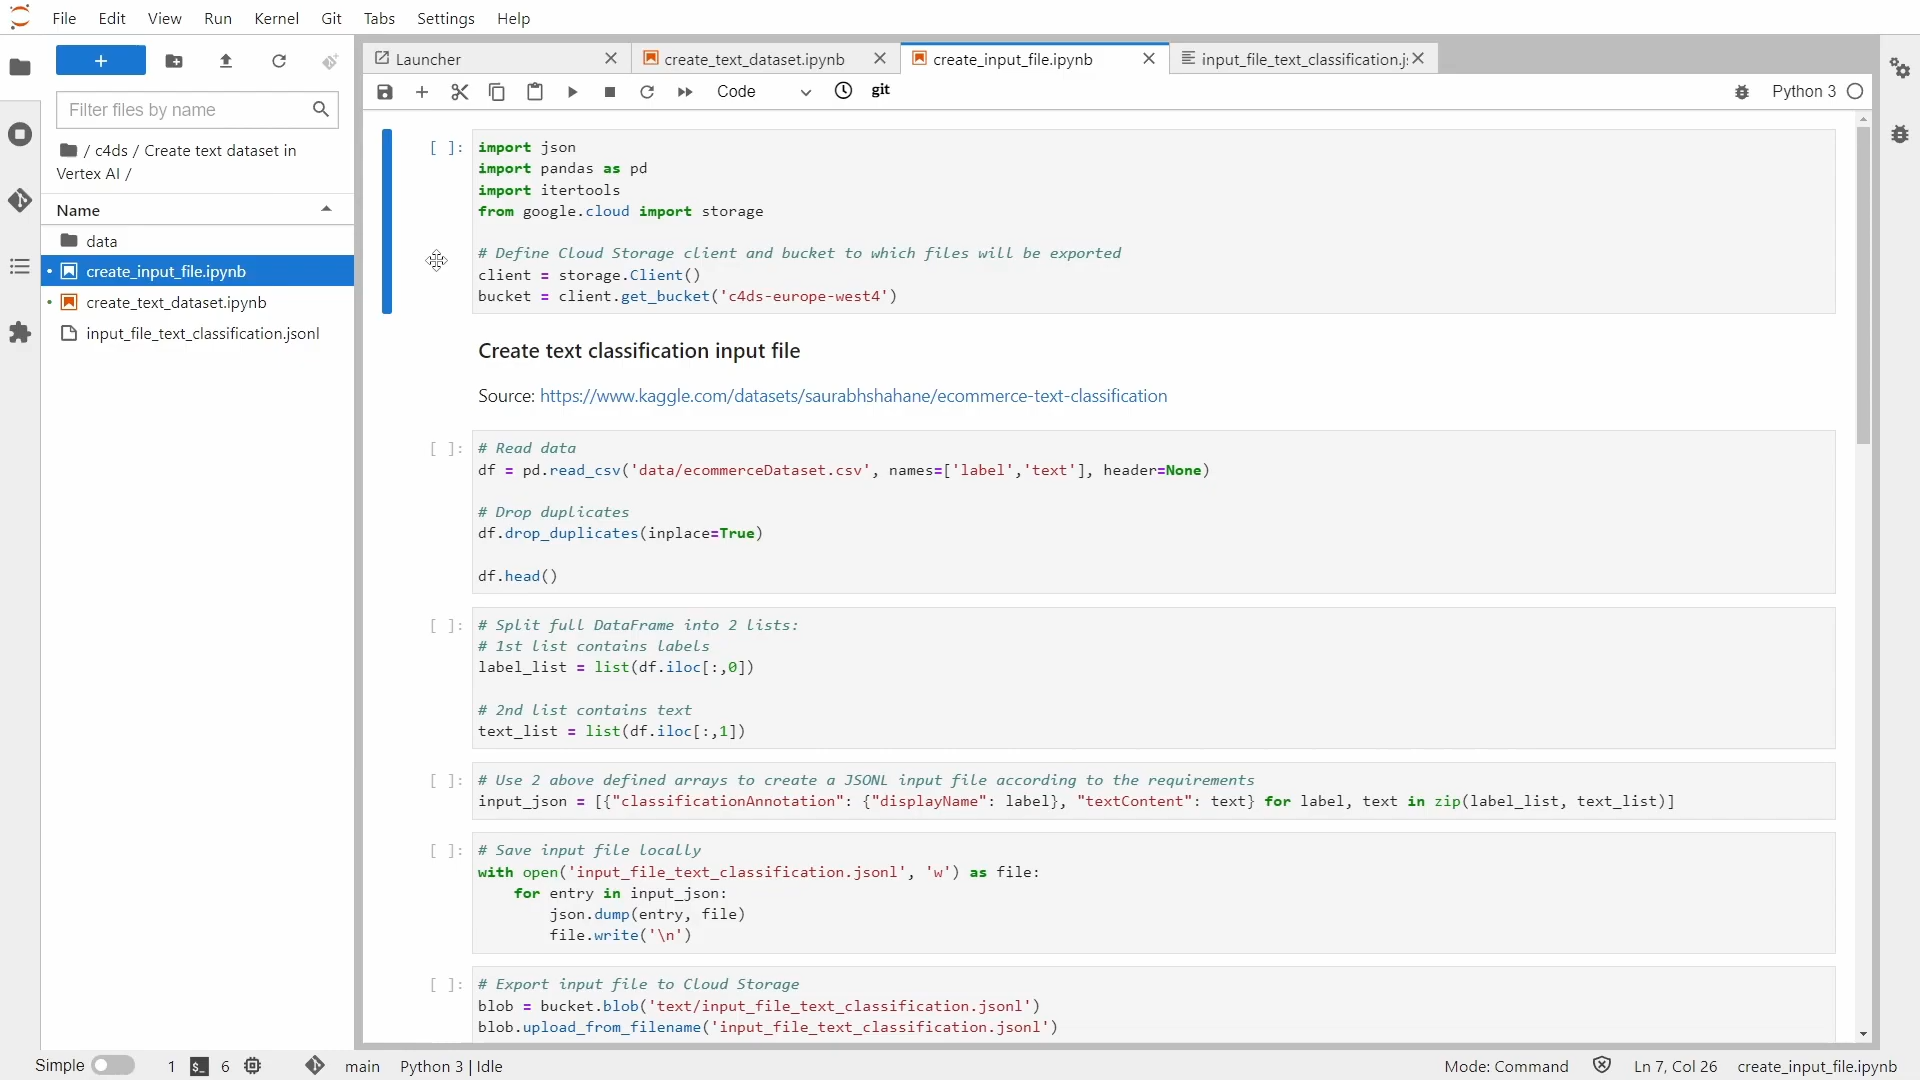 File Edit View Run Kernel Git Tabs Settings Help
+
Filter files by name
/ c4ds / Create text dataset in
Vertex AI /
Name
data
create_input_file.ipynb
create_text_dataset.ipynb
input_file_text_classification.jsonl
Launcher
create_text_dataset.ipynb
create_input_file.ipynb
input_file_text_classification.js
Code
git
Python 3
[ ]:
import json
import pandas as pd
import itertools
from google.cloud import storage
# Define Cloud Storage client and bucket to which files will be exported
client = storage.Client()
bucket = client.get_bucket('c4ds-europe-west4')
Create text classification input file
Source: https://www.kaggle.com/datasets/saurabhshahane/ecommerce-text-classification
[ ]:
# Read data
df = pd.read_csv('data/ecommerceDataset.csv', names=['label','text'], header=None)
# Drop duplicates
df.drop_duplicates(inplace=True)
df.head()
[ ]:
# Split full DataFrame into 2 lists:
# 1st list contains labels
label_list = list(df.iloc[:,0])
# 2nd list contains text
text_list = list(df.iloc[:,1])
[ ]:
# Use 2 above defined arrays to create a JSONL input file according to the requirements
input_json = [{"classificationAnnotation": {"displayName": label}, "textContent": text} for label, text in zip(label_list, text_list)]
[ ]:
# Save input file locally
with open('input_file_text_classification.jsonl', 'w') as file:
    for entry in input_json:
        json.dump(entry, file)
        file.write('\n')
[ ]:
# Export input file to Cloud Storage
blob = bucket.blob('text/input_file_text_classification.jsonl')
blob.upload_from_filename('input_file_text_classification.jsonl')
Simple 1 $_ 6 main Python 3 | Idle Mode: Command Ln 7, Col 26 create_input_file.ipynb